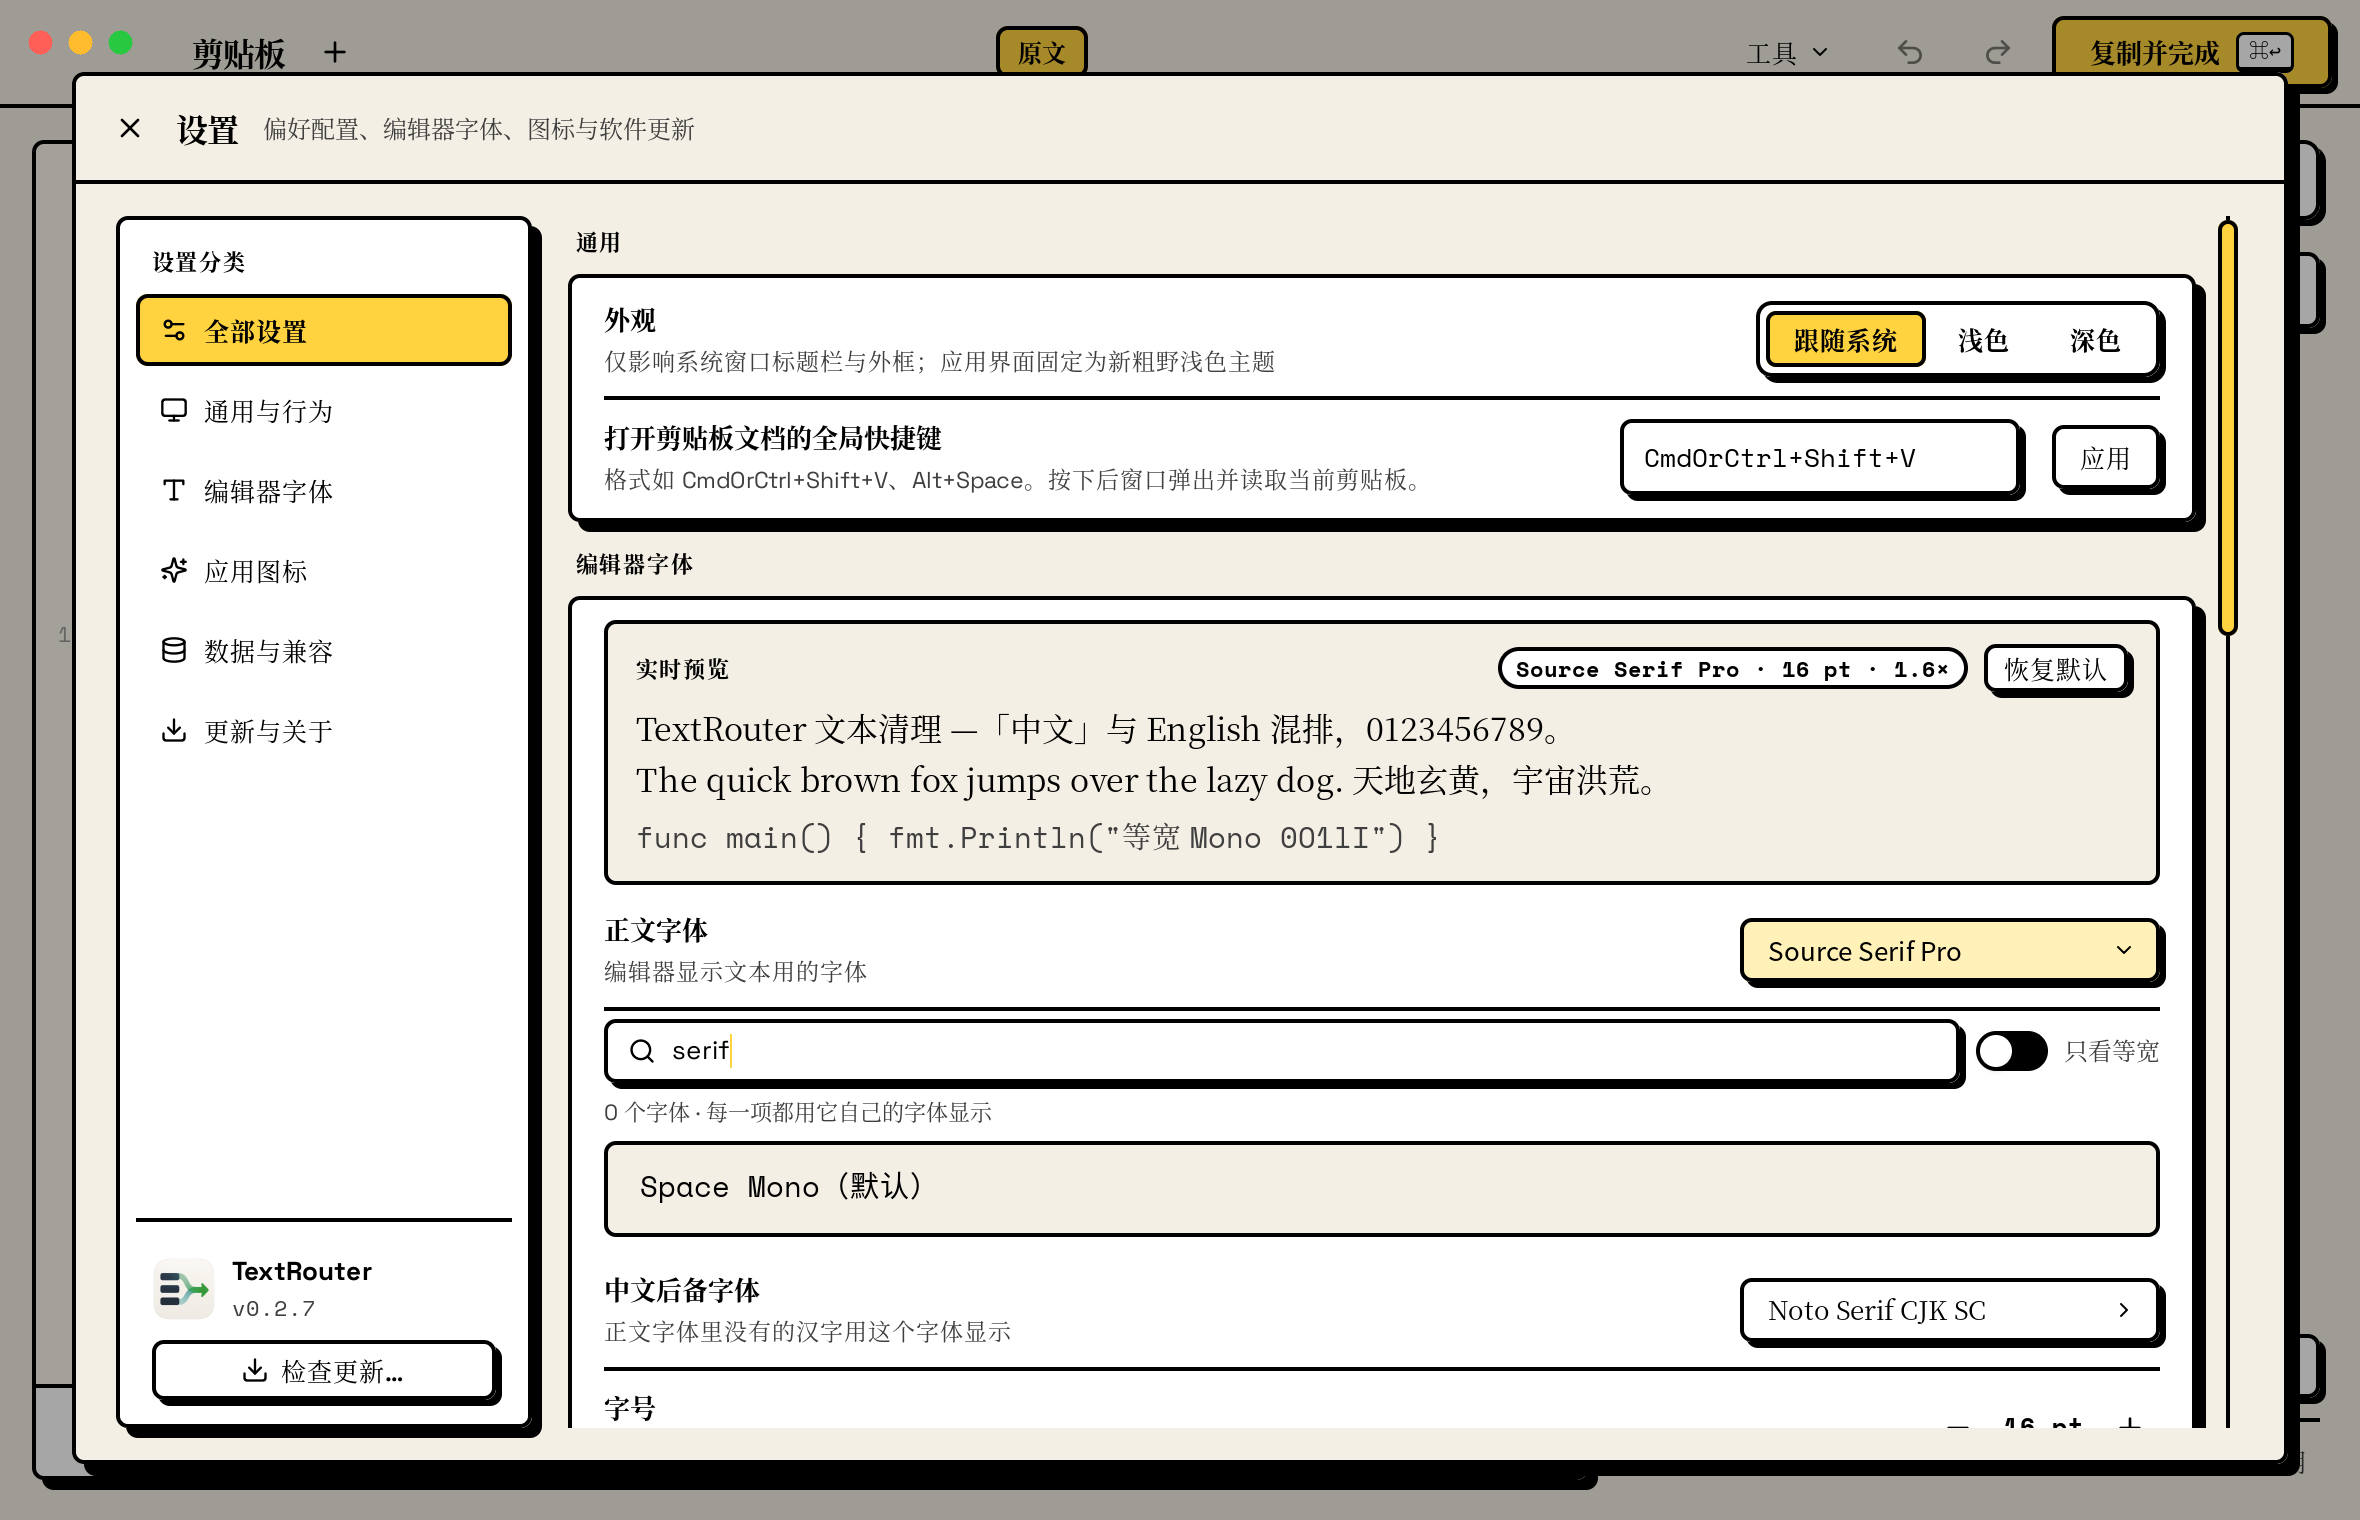 剪贴板
原文
工具
复制并完成 ⌘↩
设置 偏好配置、编辑器字体、图标与软件更新
设置分类
全部设置
通用与行为
编辑器字体
应用图标
数据与兼容
更新与关于
TextRouter
v0.2.7
检查更新…
通用
外观
仅影响系统窗口标题栏与外框；应用界面固定为新粗野浅色主题
跟随系统 浅色 深色
打开剪贴板文档的全局快捷键
格式如 CmdOrCtrl+Shift+V、Alt+Space。按下后窗口弹出并读取当前剪贴板。
CmdOrCtrl+Shift+V
应用
编辑器字体
实时预览
Source Serif Pro · 16 pt · 1.6×
恢复默认
TextRouter 文本清理 —「中文」与 English 混排，0123456789。
The quick brown fox jumps over the lazy dog. 天地玄黄，宇宙洪荒。
func main() { fmt.Println("等宽 Mono 0O1lI") }
正文字体
编辑器显示文本用的字体
Source Serif Pro
serif
只看等宽
0 个字体 · 每一项都用它自己的字体显示
Space Mono（默认）
中文后备字体
正文字体里没有的汉字用这个字体显示
Noto Serif CJK SC
字号
16 pt
1